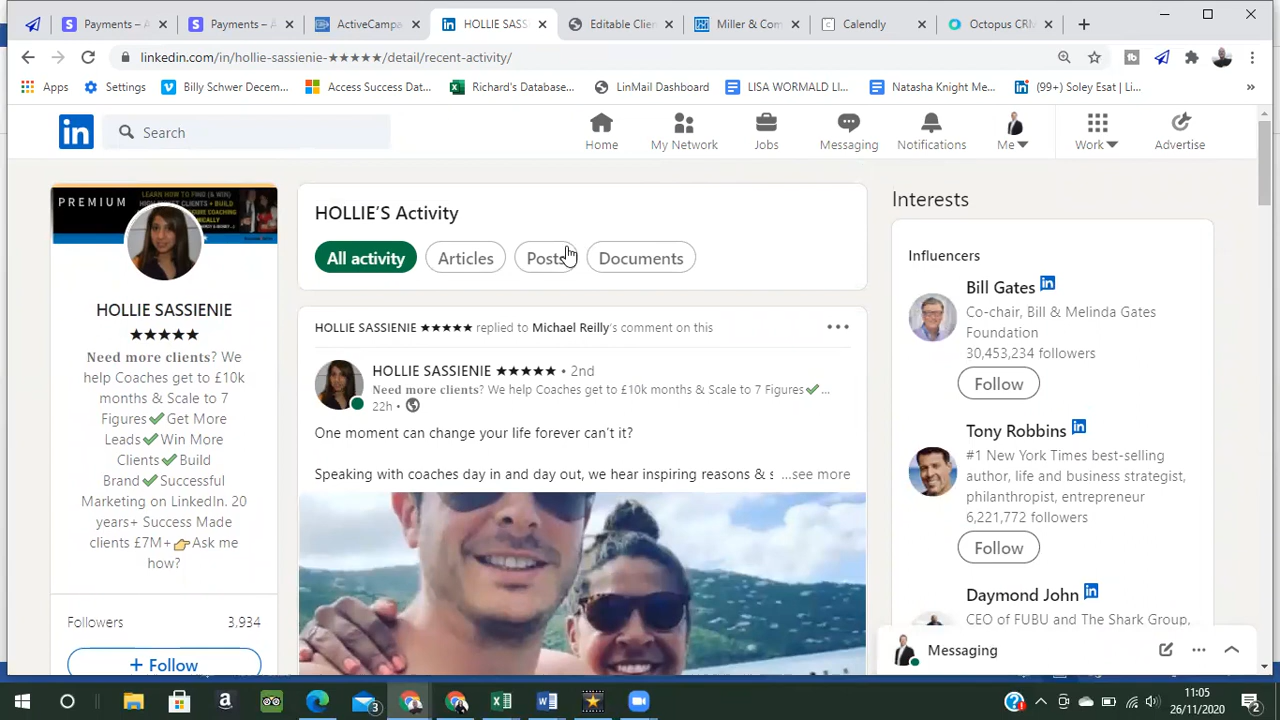 Payments – A
Payments – A
ActiveCampa
HOLLIE SASS
Editable Clie
Miller & Com
Calendly
Octopus CRM
linkedin.com/in/hollie-sassienie-★★★★★/detail/recent-activity/
Apps
Settings
Billy Schwer Decem...
Access Success Dat...
Richard's Database...
LinMail Dashboard
LISA WORMALD LI...
Natasha Knight Me...
(99+) Soley Esat | Li...
»
in
Search
Home
My Network
Jobs
Messaging
Notifications
Me
Work
Advertise
PREMIUM
LEARN HOW TO FIND (& WIN)
HOLLIE SASSIENIE
★★★★★
Need more clients? We
help Coaches get to £10k
months & Scale to 7
Figures✔Get More
Leads✔Win More
Clients✔Build
Brand✔Successful
Marketing on LinkedIn. 20
years+ Success Made
clients £7M+👉Ask me
how?
Followers 3,934
+ Follow
HOLLIE'S Activity
All activity
Articles
Posts
Documents
HOLLIE SASSIENIE ★★★★★ replied to Michael Reilly's comment on this
HOLLIE SASSIENIE ★★★★★ • 2nd
Need more clients? We help Coaches get to £10k months & Scale to 7 Figures✔ ...
22h •
One moment can change your life forever can't it?
Speaking with coaches day in and day out, we hear inspiring reasons & s ...see more
Interests
Influencers
Bill Gates
Co-chair, Bill & Melinda Gates
Foundation
30,453,234 followers
Follow
Tony Robbins
#1 New York Times best-selling
author, life and business strategist,
philanthropist, entrepreneur
6,221,772 followers
Follow
Daymond John
CEO of FUBU and The Shark Group,
Messaging
3
11:05
26/11/2020
2